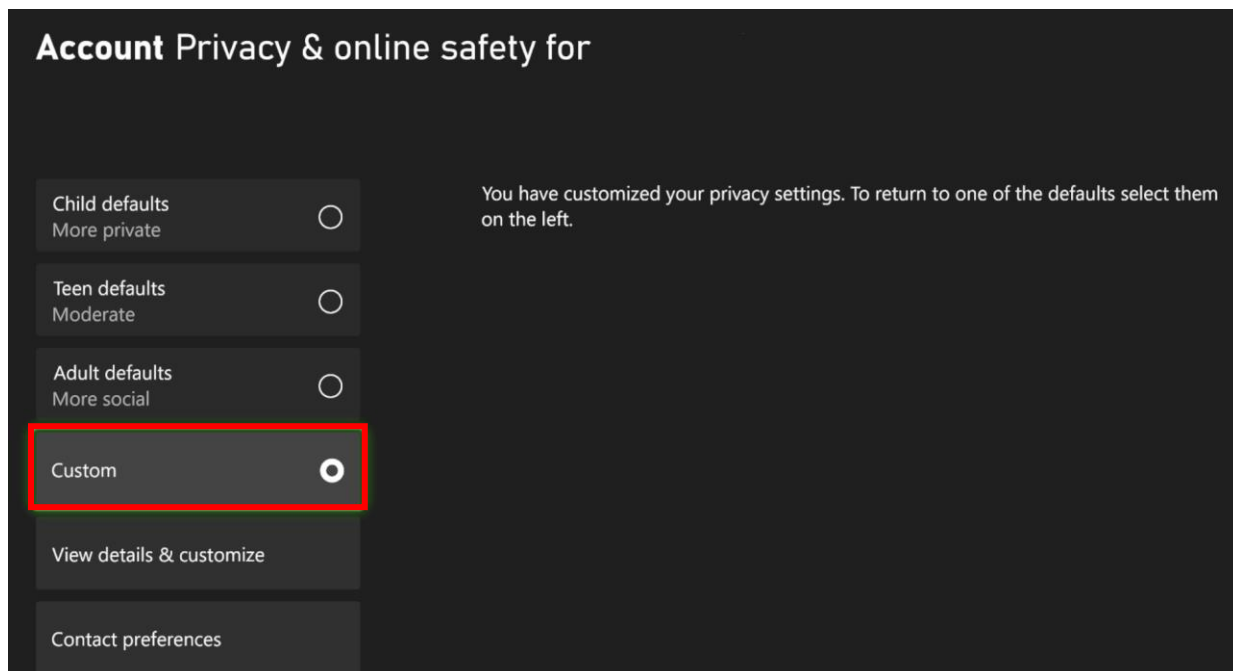 Account Privacy & online safety for
Child defaults
More private
You have customized your privacy settings. To return to one of the defaults select them
on the left.
Teen defaults
Moderate
Adult defaults
More social
Custom
View details & customize
Contact preferences